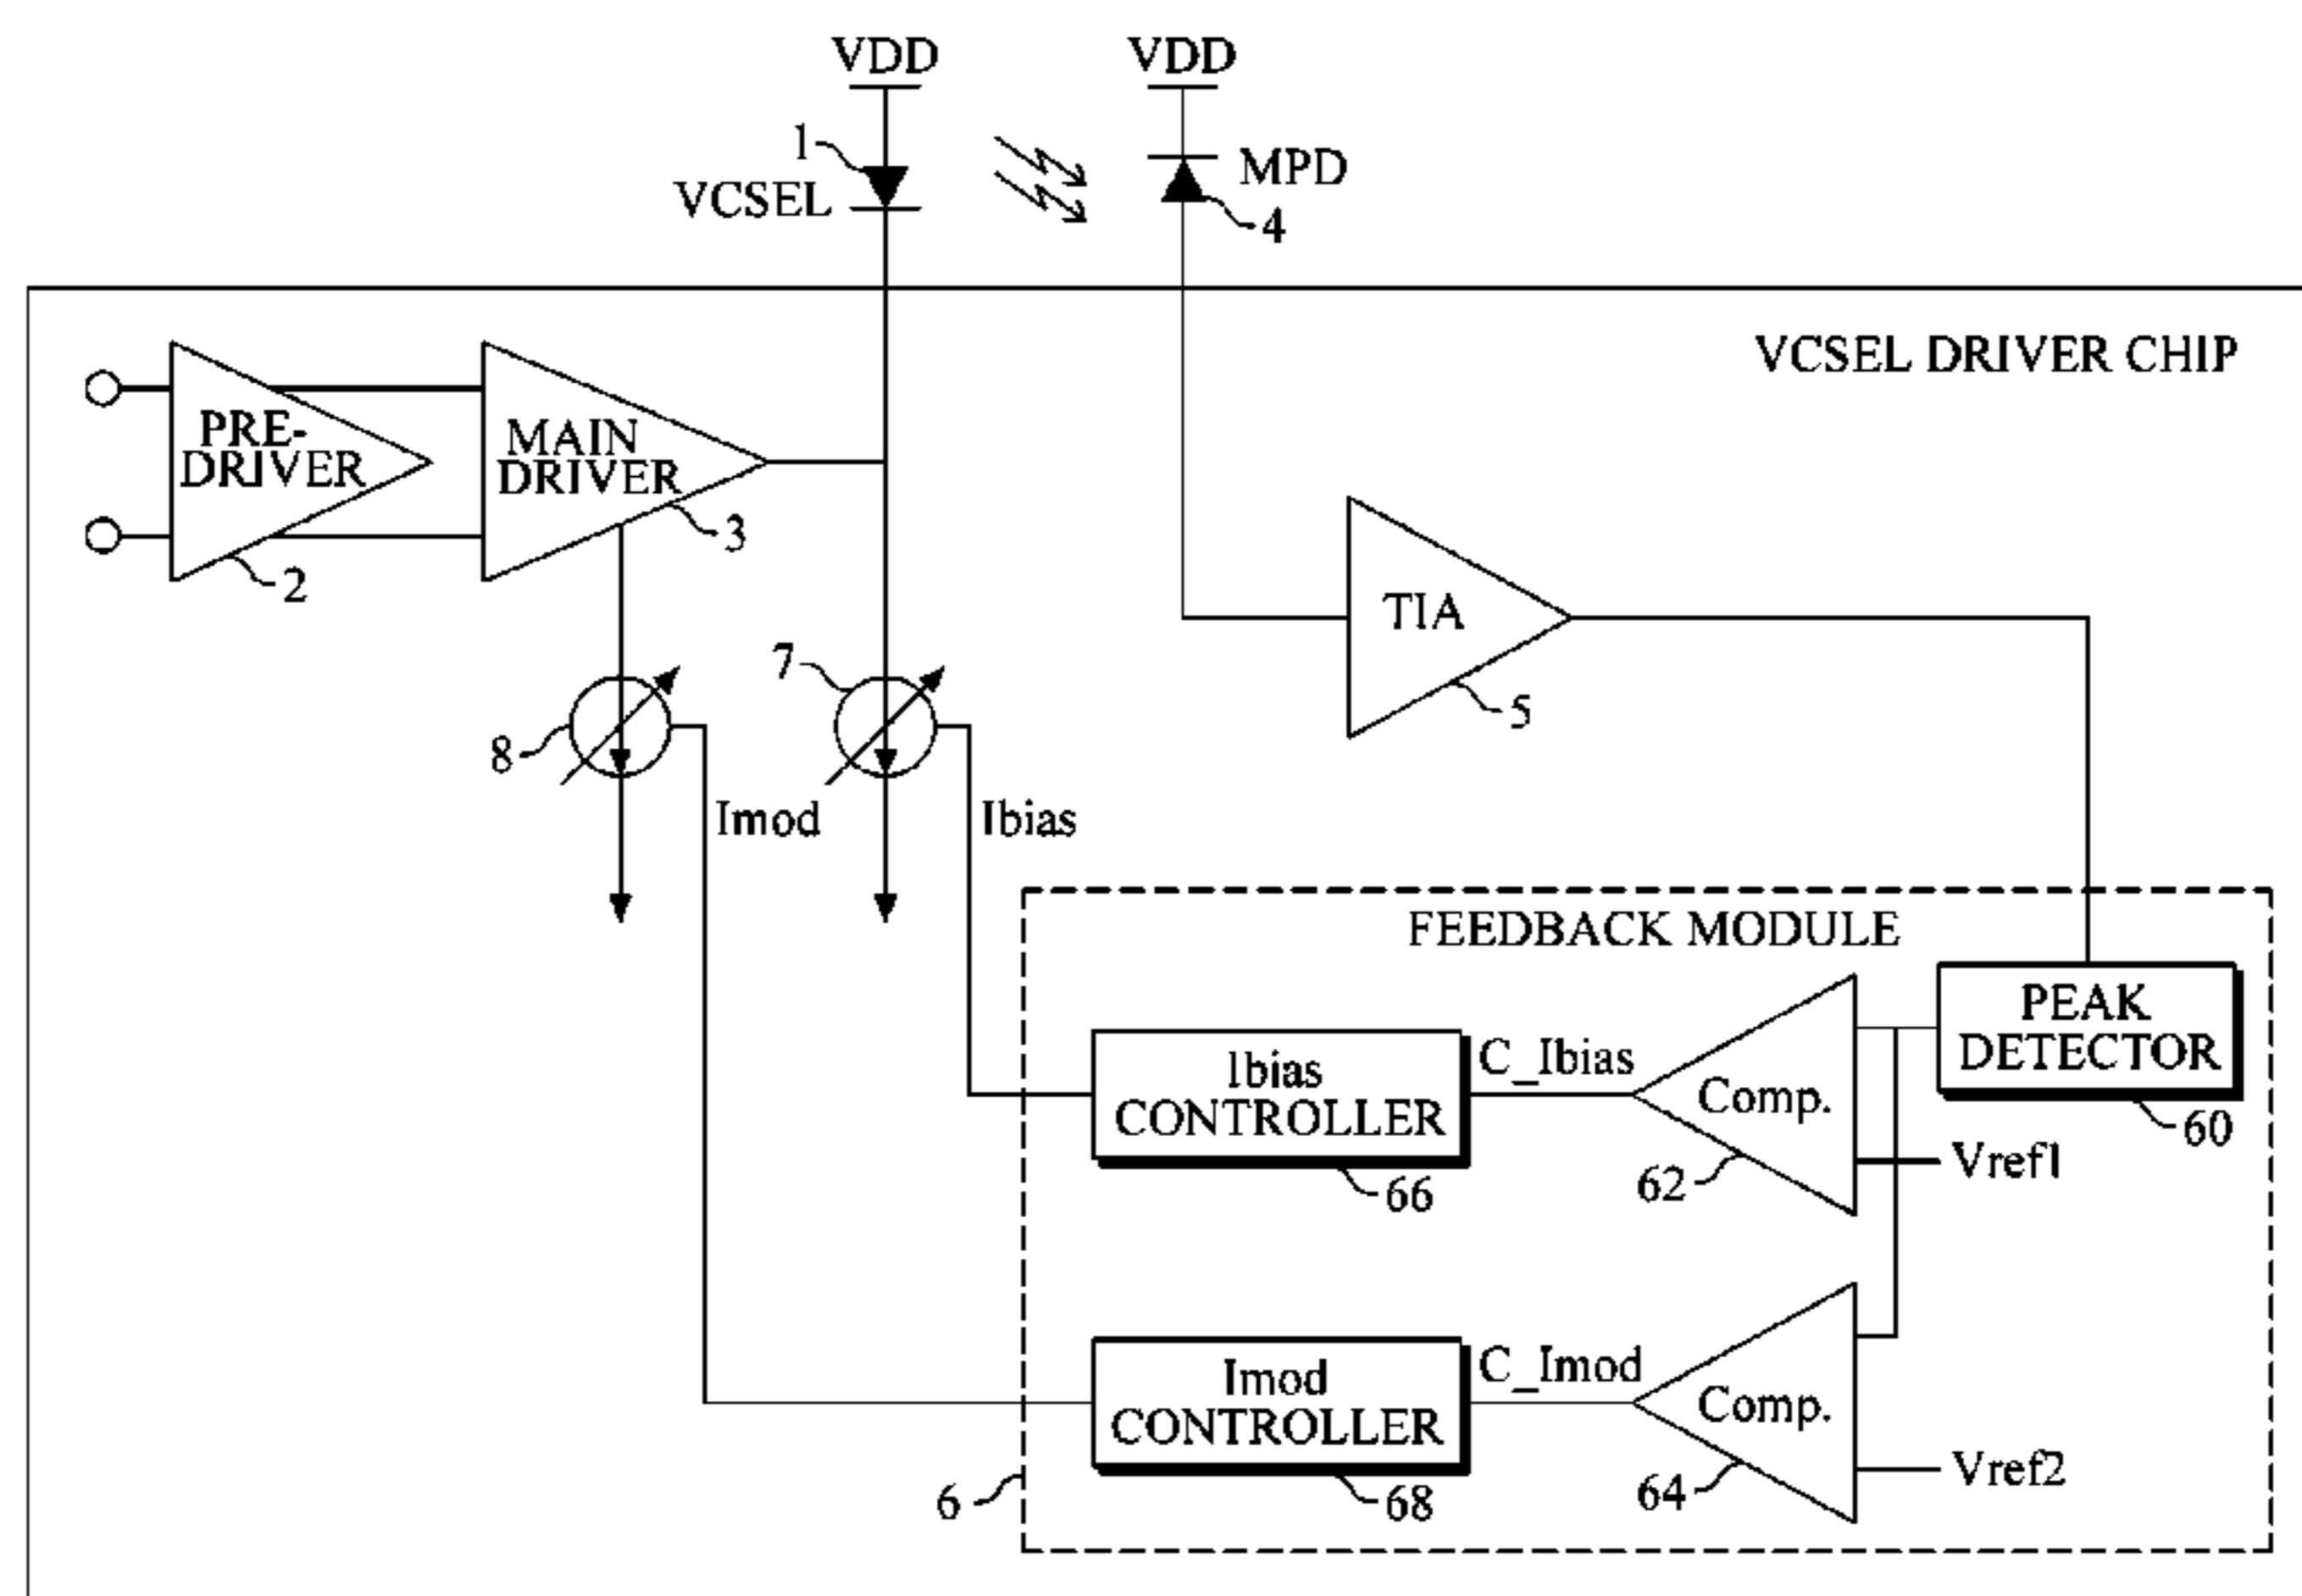 VDD
VDD
1
VCSEL
MPD
4
VCSEL DRIVER CHIP
PRE-
DRIVER
2
MAIN
DRIVER
3
TIA
5
8
7
Imod
Ibias
FEEDBACK MODULE
PEAK
DETECTOR
60
Ibias
CONTROLLER
66
C_Ibias
Comp.
62
Vref1
Imod
CONTROLLER
68
C_Imod
Comp.
64
Vref2
6